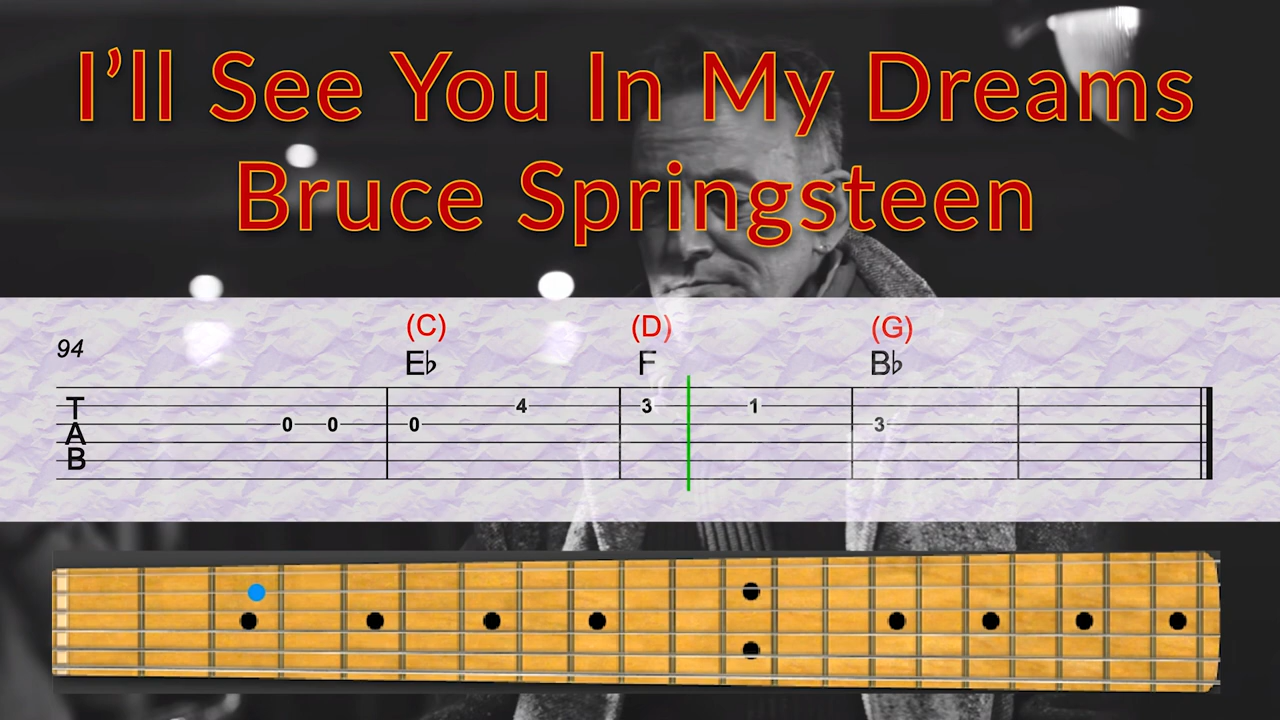 I’ll See You In My Dreams
Bruce Springsteen
(C) (D) (G)
94 E♭ F B♭
T 4 3 1
A 0 0 0 3
B